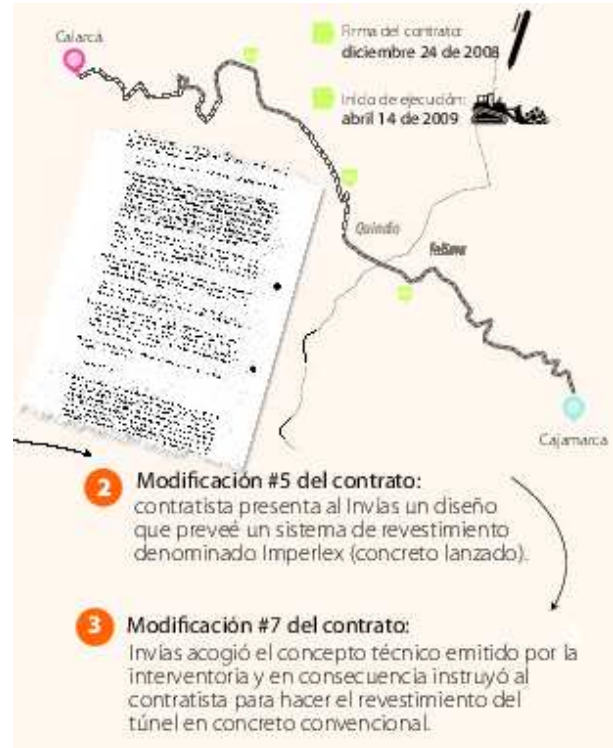 Calarcá
Firma del contrato:
diciembre 24 de 2008
Inicio de ejecución:
abril 14 de 2009
Quindío
Tolima
Cajamarca
2
Modificación #5 del contrato:
contratista presenta al Invías un diseño
que preveé un sistema de revestimiento
denominado Imperlex (concreto lanzado).
3
Modificación #7 del contrato:
Invías acogió el concepto técnico emitido por la
interventoría y en consecuencia instruyó al
contratista para hacer el revestimiento del
túnel en concreto convencional.